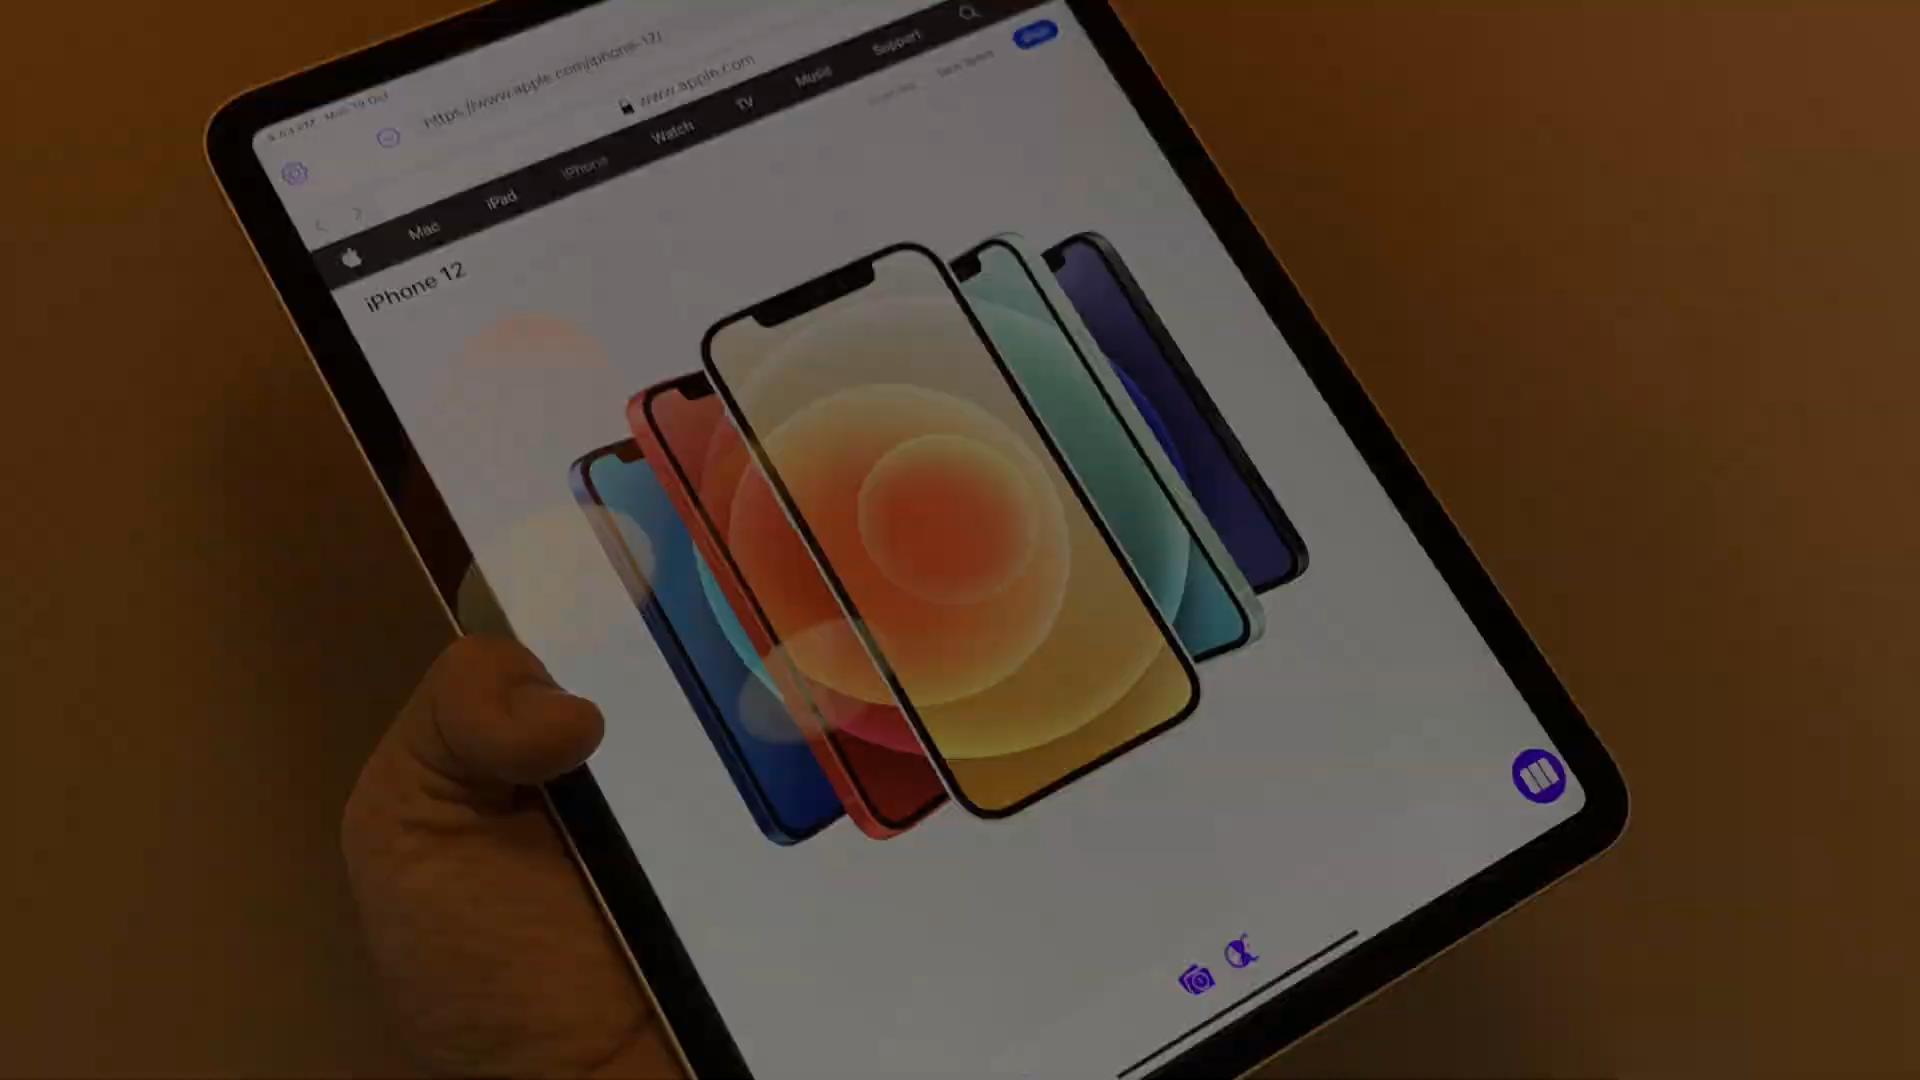 https://www.apple.com/iphone-12/
www.apple.com
Mac
iPad
iPhone
Watch
TV
Music
Support
iPhone 12